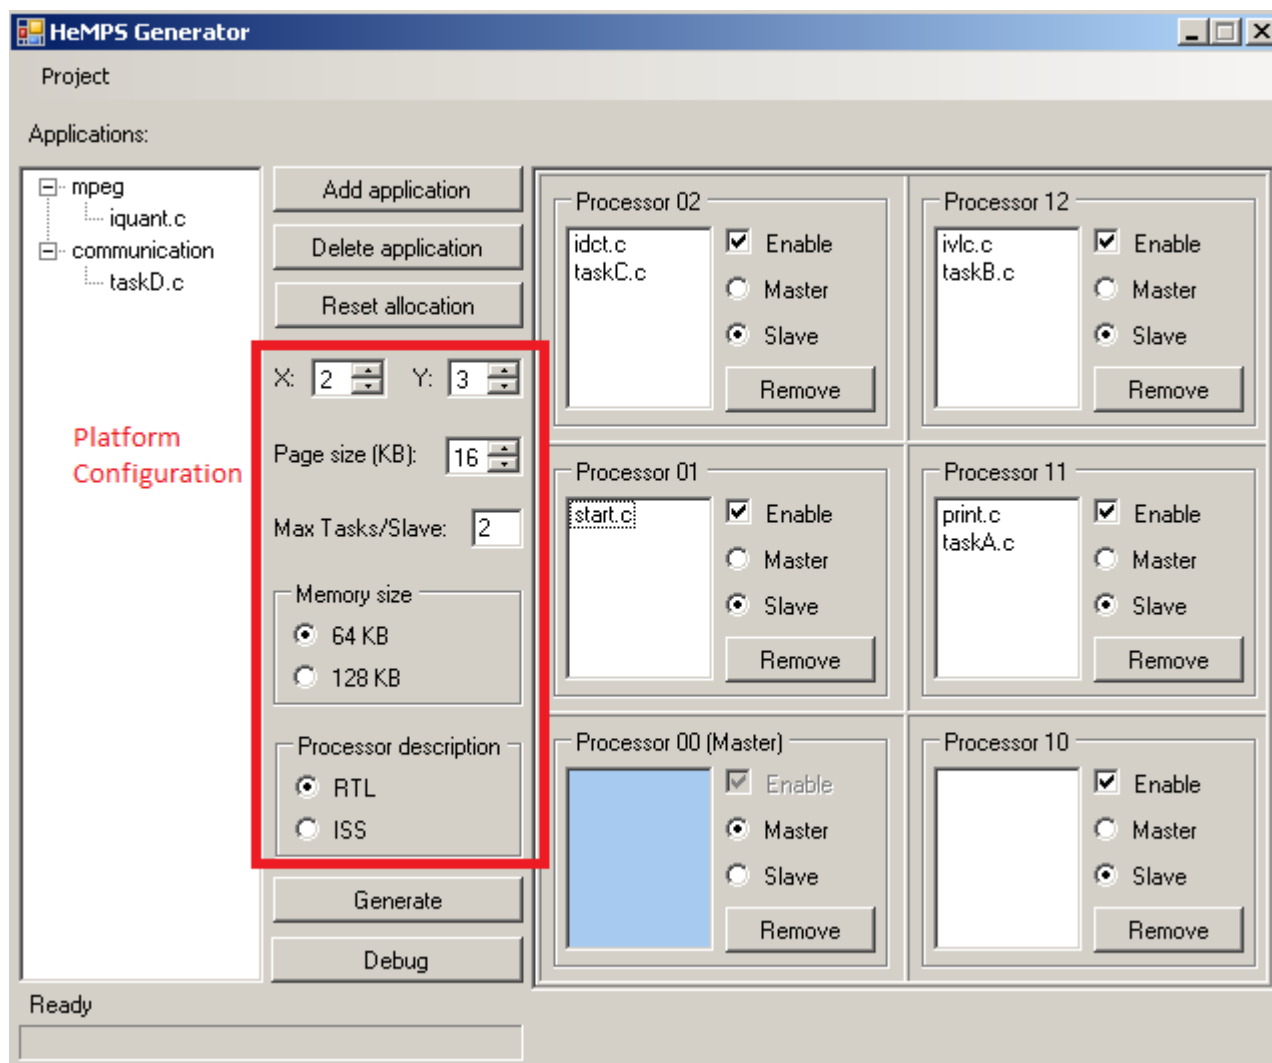 HeMPS Generator
Project
Applications:
mpeg
iquant.c
communication
taskD.c
Add application
Delete application
Reset allocation
X: 2 Y: 3
Page size (KB): 16
Max Tasks/Slave: 2
Memory size
64 KB
128 KB
Processor description
RTL
ISS
Generate
Debug
Platform
Configuration
Processor 02
idct.c
taskC.c
Enable
Master
Slave
Remove
Processor 12
ivlc.c
taskB.c
Enable
Master
Slave
Remove
Processor 01
start.c
Enable
Master
Slave
Remove
Processor 11
print.c
taskA.c
Enable
Master
Slave
Remove
Processor 00 (Master)
Enable
Master
Slave
Remove
Processor 10
Enable
Master
Slave
Remove
Ready